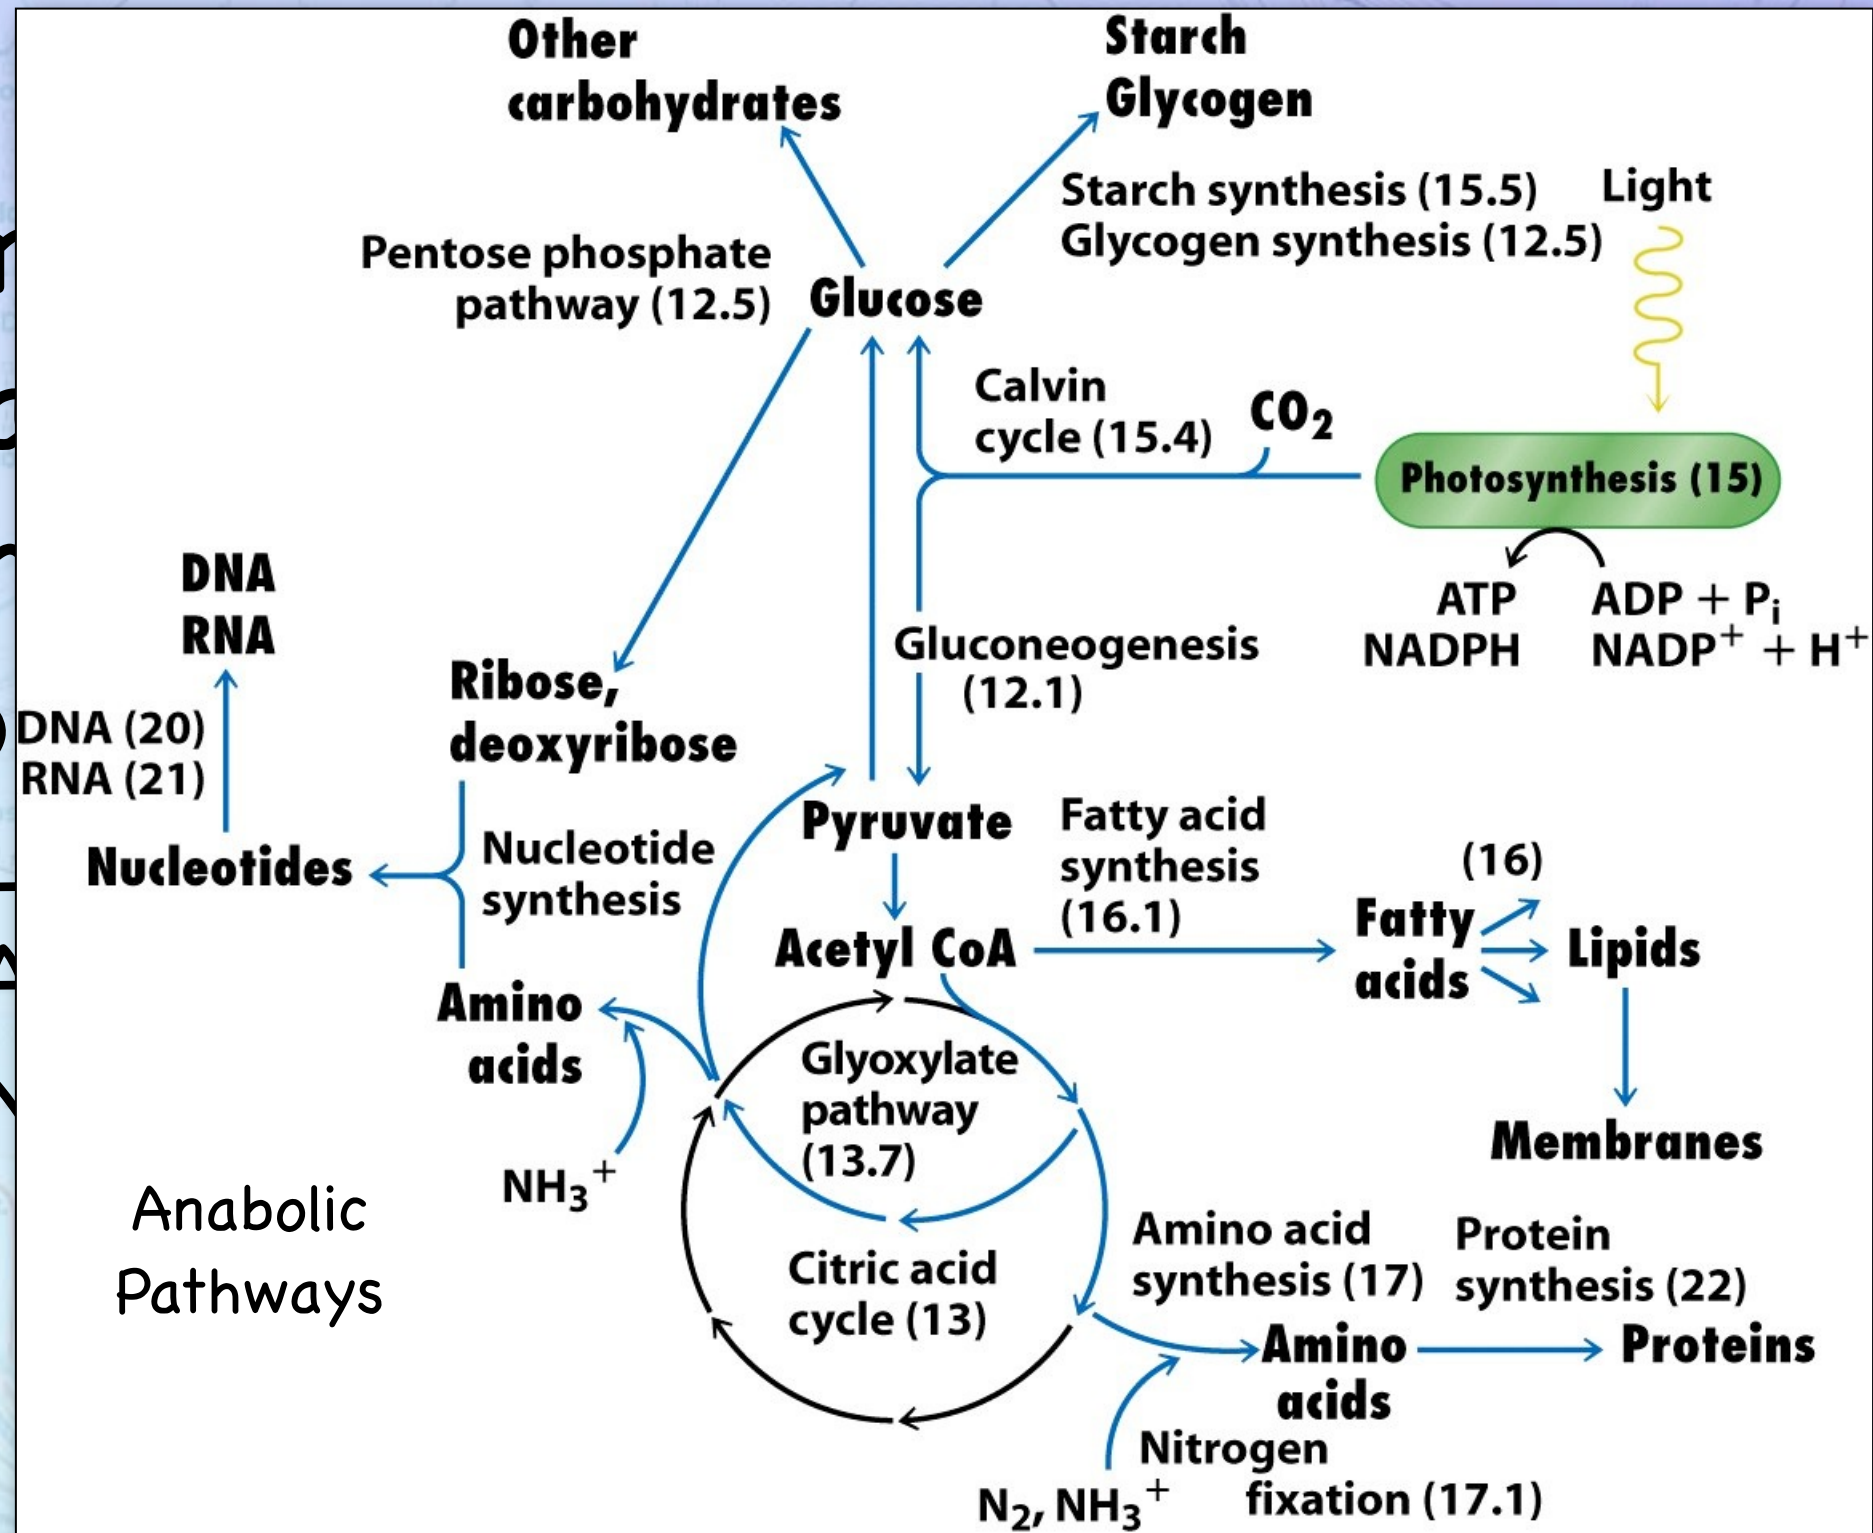 Other
carbohydrates
Starch
Glycogen
Starch synthesis (15.5)
Glycogen synthesis (12.5)
Light
Pentose phosphate
pathway (12.5)
Glucose
Calvin
cycle (15.4)
CO₂
Photosynthesis (15)
ATP
NADPH
ADP + Pᵢ
NADP⁺ + H⁺
DNA
RNA
DNA (20)
RNA (21)
Ribose,
deoxyribose
Gluconeogenesis
(12.1)
Nucleotides
Nucleotide
synthesis
Pyruvate
Fatty acid
synthesis
(16.1)
Acetyl CoA
(16)
Fatty
acids
Lipids
Membranes
Amino
acids
NH₃⁺
Glyoxylate
pathway
(13.7)
Citric acid
cycle (13)
Anabolic
Pathways
Amino acid
synthesis (17)
Protein
synthesis (22)
Amino
acids
Proteins
Nitrogen
fixation (17.1)
N₂, NH₃⁺